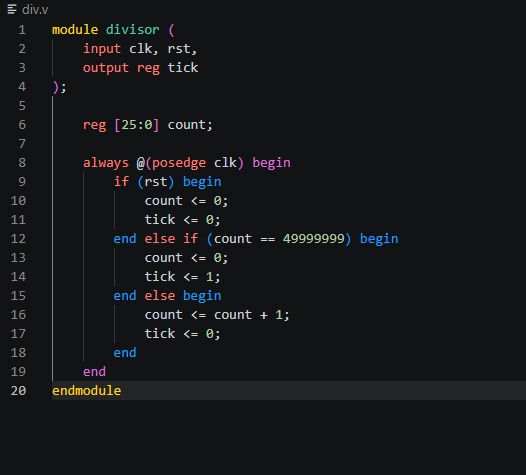 div.v
1 module divisor (
2     input clk, rst,
3     output reg tick
4 );
5
6     reg [25:0] count;
7
8     always @(posedge clk) begin
9         if (rst) begin
10             count <= 0;
11             tick <= 0;
12         end else if (count == 49999999) begin
13             count <= 0;
14             tick <= 1;
15         end else begin
16             count <= count + 1;
17             tick <= 0;
18         end
19     end
20 endmodule